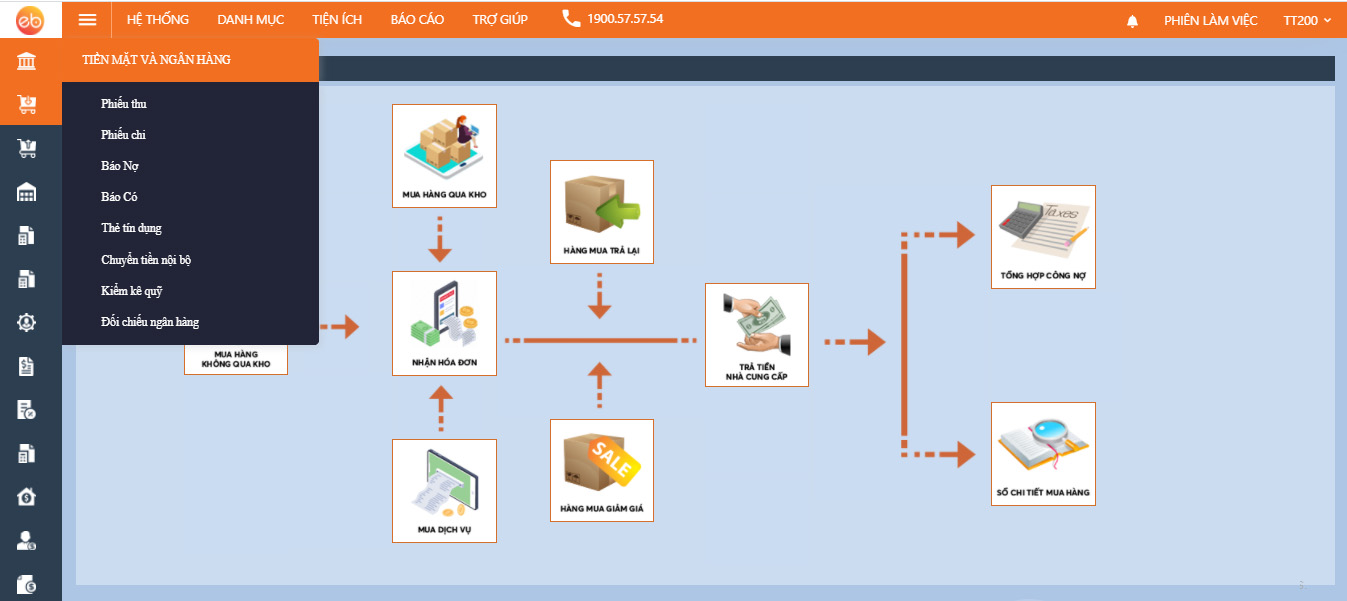 eb HỆ THỐNG DANH MỤC TIỆN ÍCH BÁO CÁO TRỢ GIÚP 1900.57.57.54 PHIÊN LÀM VIỆC TT200
TIỀN MẶT VÀ NGÂN HÀNG
Phiếu thu
Phiếu chi
Báo Nợ
Báo Có
Thẻ tín dụng
Chuyển tiền nội bộ
Kiểm kê quỹ
Đối chiếu ngân hàng
MUA HÀNG QUA KHO
HÀNG MUA TRẢ LẠI
Taxes
TỔNG HỢP CÔNG NỢ
MUA HÀNG
KHÔNG QUA KHO
NHẬN HÓA ĐƠN
TRẢ TIỀN
NHÀ CUNG CẤP
SALE
HÀNG MUA GIẢM GIÁ
MUA DỊCH VỤ
SỔ CHI TIẾT MUA HÀNG